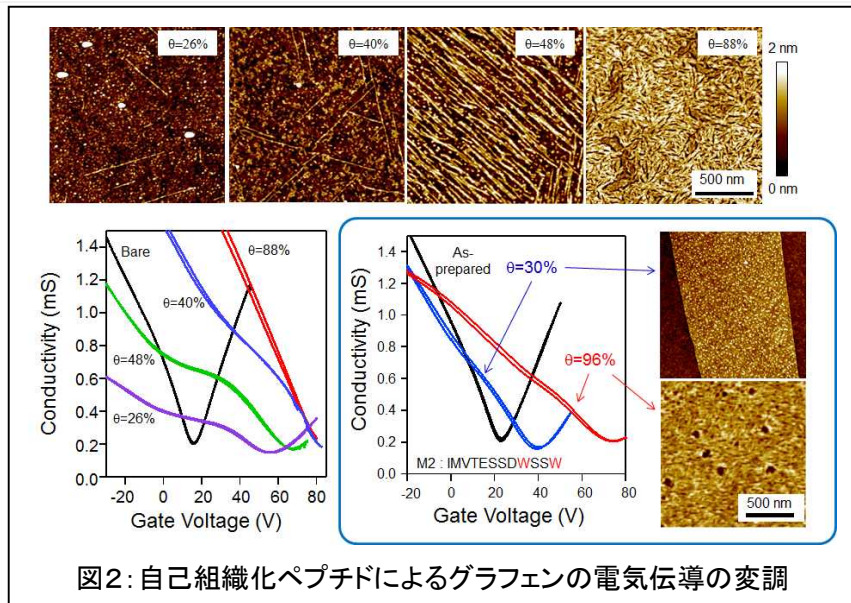 θ=26%
θ=40%
θ=48%
θ=88%
2 nm
0 nm
500 nm
Conductivity (mS)
1.4
1.2
1.0
0.8
0.6
0.4
0.2
0.0
Bare
θ=88%
θ=40%
θ=48%
θ=26%
-20 0 20 40 60 80
Gate Voltage (V)
Conductivity (mS)
1.4
1.2
1.0
0.8
0.6
0.4
0.2
0.0
As-
prepared
θ=30%
θ=96%
M2 : IMVTESSDWSSW
-20 0 20 40 60 80
Gate Voltage (V)
500 nm
図2:自己組織化ペプチドによるグラフェンの電気伝導の変調